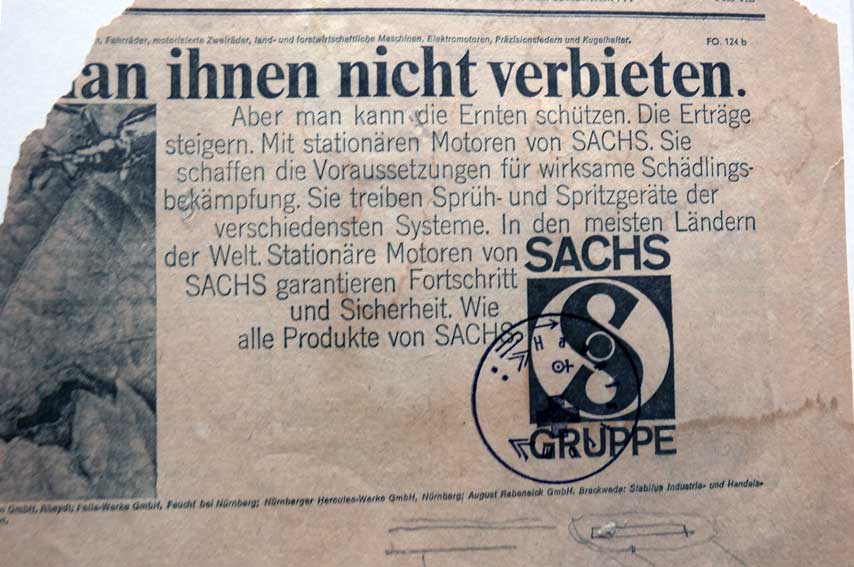 Fahrräder, motorisierte Zweiräder, land- und forstwirtschaftliche Maschinen, Elektromotoren, Präzisionsfedern und Kugelhalter. FO. 124 b
an ihnen nicht verbieten.
Aber man kann die Ernten schützen. Die Erträge
steigern. Mit stationären Motoren von SACHS. Sie
schaffen die Voraussetzungen für wirksame Schädlings-
bekämpfung. Sie treiben Sprüh- und Spritzgeräte der
verschiedensten Systeme. In den meisten Ländern
der Welt. Stationäre Motoren von
SACHS garantieren Fortschritt
und Sicherheit. Wie
alle Produkte von SACHS
SACHS
GRUPPE
GmbH, Rheydt; Fella-Werke GmbH, Feucht bei Nürnberg; Nürnberger Hercules-Werke GmbH, Nürnberg; August Rabeneick GmbH, Brackwede; Stabilus Industrie- und Handels-